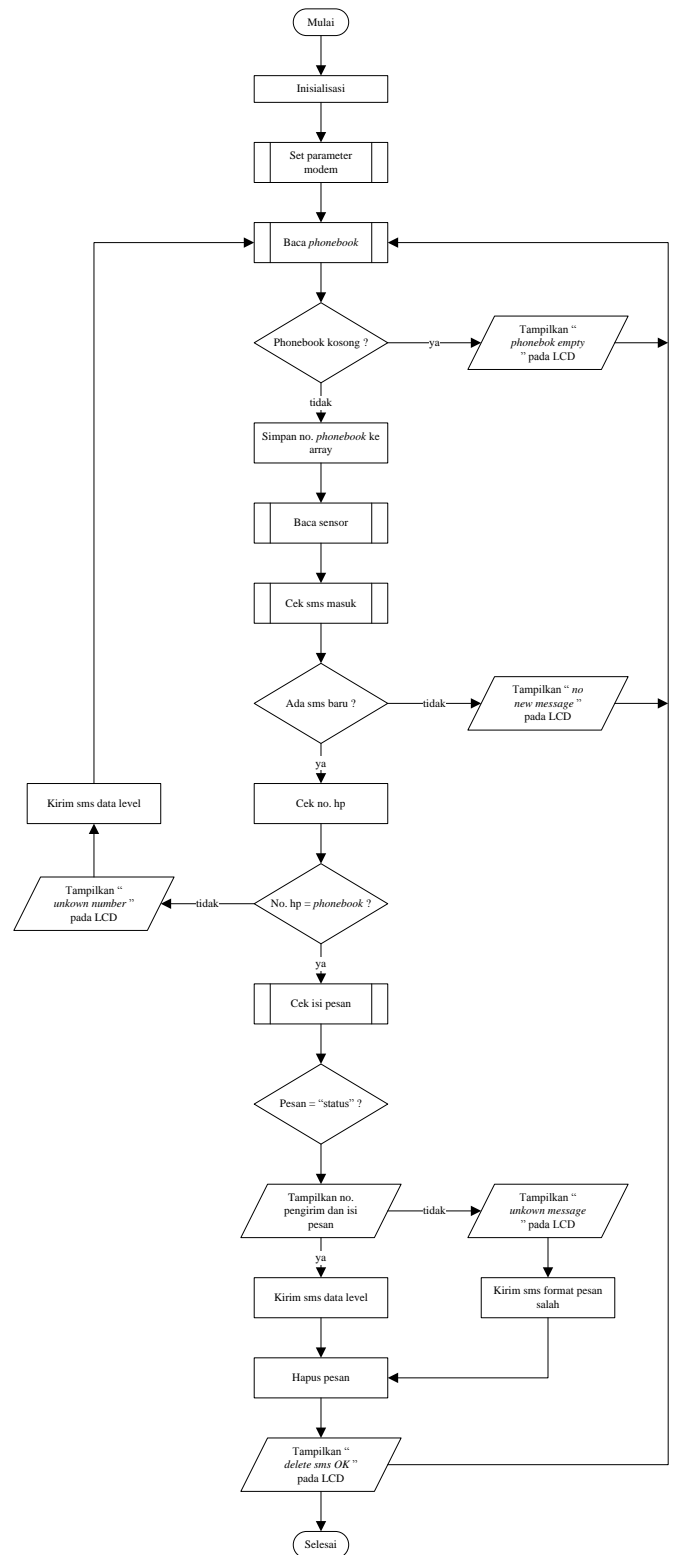 Mulai
Inisialisasi
Set parameter
modem
Baca phonebook
Phonebook kosong ?
ya
Tampilkan “
phonebok empty
” pada LCD
tidak
Simpan no. phonebook ke
array
Baca sensor
Cek sms masuk
Ada sms baru ?
tidak
Tampilkan “ no
new message ”
pada LCD
ya
Kirim sms data level
Cek no. hp
Tampilkan “
unkown number ”
pada LCD
tidak
No. hp = phonebook ?
ya
Cek isi pesan
Pesan = “status” ?
Tampilkan no.
pengirim dan isi
pesan
tidak
Tampilkan “
unkown message
” pada LCD
ya
Kirim sms data level
Kirim sms format pesan
salah
Hapus pesan
Tampilkan “
delete sms OK ”
pada LCD
Selesai